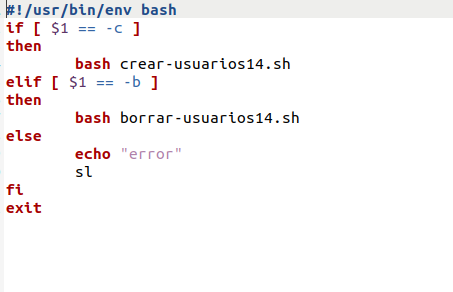 #!/usr/bin/env bash
if [ $1 == -c ]
then
        bash crear-usuarios14.sh
elif [ $1 == -b ]
then
        bash borrar-usuarios14.sh
else
        echo "error"
        sl
fi
exit